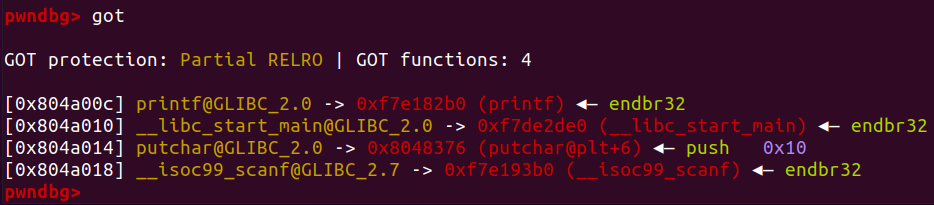 pwndbg> got
GOT protection: Partial RELRO | GOT functions: 4
[0x804a00c] printf@GLIBC_2.0 -> 0xf7e182b0 (printf) ◂— endbr32
[0x804a010] __libc_start_main@GLIBC_2.0 -> 0xf7de2de0 (__libc_start_main) ◂— endbr32
[0x804a014] putchar@GLIBC_2.0 -> 0x8048376 (putchar@plt+6) ◂— push   0x10
[0x804a018] __isoc99_scanf@GLIBC_2.7 -> 0xf7e193b0 (__isoc99_scanf) ◂— endbr32
pwndbg>